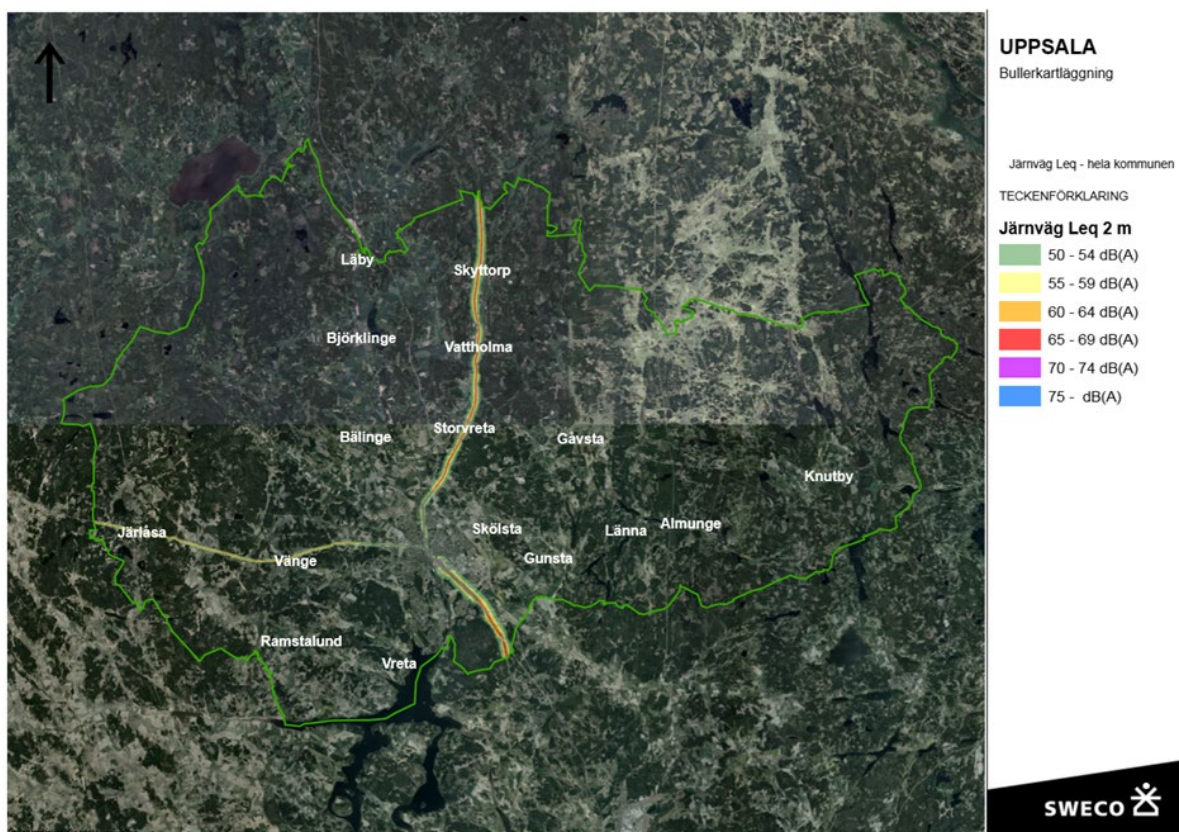 UPPSALA
Bullerkartläggning
Järnväg Leq - hela kommunen
TECKENFÖRKLARING
Järnväg Leq 2 m
50 - 54 dB(A)
55 - 59 dB(A)
60 - 64 dB(A)
65 - 69 dB(A)
70 - 74 dB(A)
75 - dB(A)
Läby
Skyttorp
Björklinge
Vattholma
Storvreta
Bälinge
Gåvsta
Knutby
Järlåsa
Skölsta
Länna
Almunge
Vänge
Gunsta
Ramstalund
Vreta
SWECO